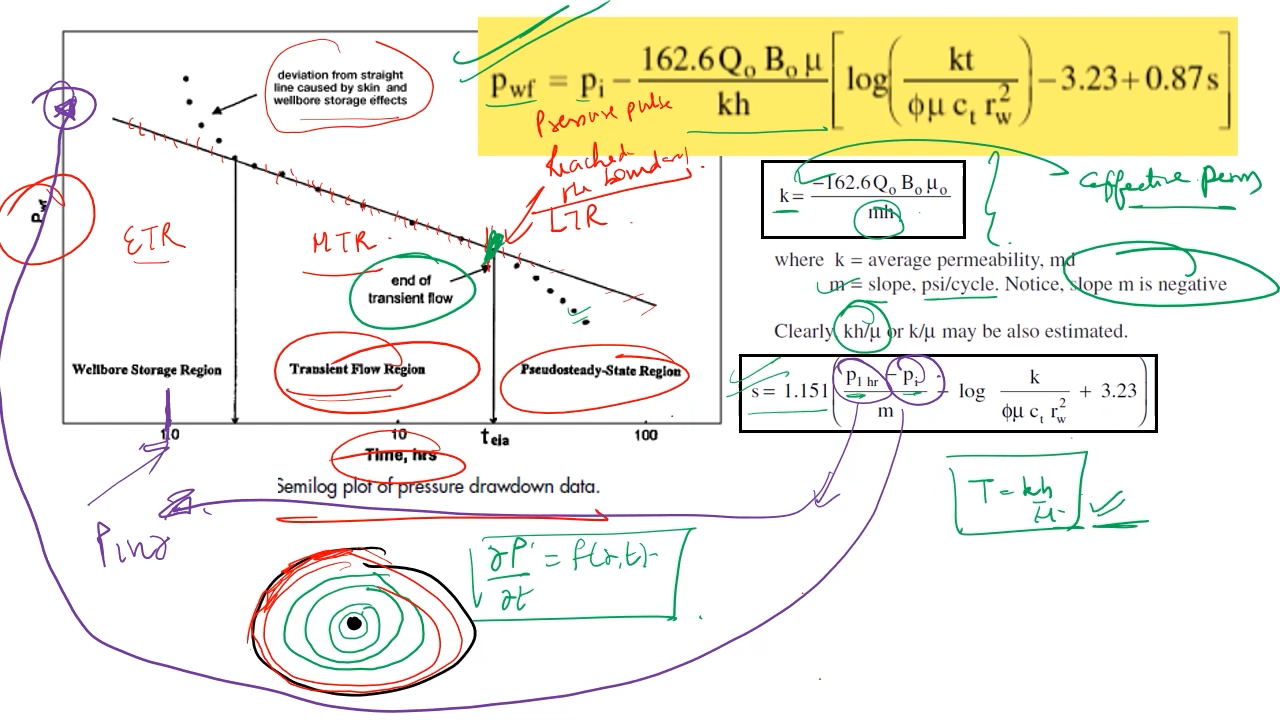 deviation from straight
line caused by skin and
wellbore storage effects
p_wf = p_i − 162.6 Q_o B_o μ / kh [ log( kt / ϕμ c_t r_w^2 ) − 3.23 + 0.87s ]
Pressure pulse
Reached
the boundary
LTR
k = −162.6 Q_o B_o μ_o / mh
effective perm
p_wf
ETR
MTR
end of
transient flow
where k = average permeability, md
m = slope, psi/cycle. Notice, slope m is negative
Clearly kh/μ or k/μ may be also estimated.
Wellbore Storage Region
Transient Flow Region
Pseudosteady-State Region
s = 1.151 ( p_1 hr − p_i / m − log k / ϕμ c_t r_w^2 + 3.23 )
1.0
10
t_eia
100
Time, hrs
Semilog plot of pressure drawdown data.
T = kh / μ
∂P / ∂t = f(r,t)